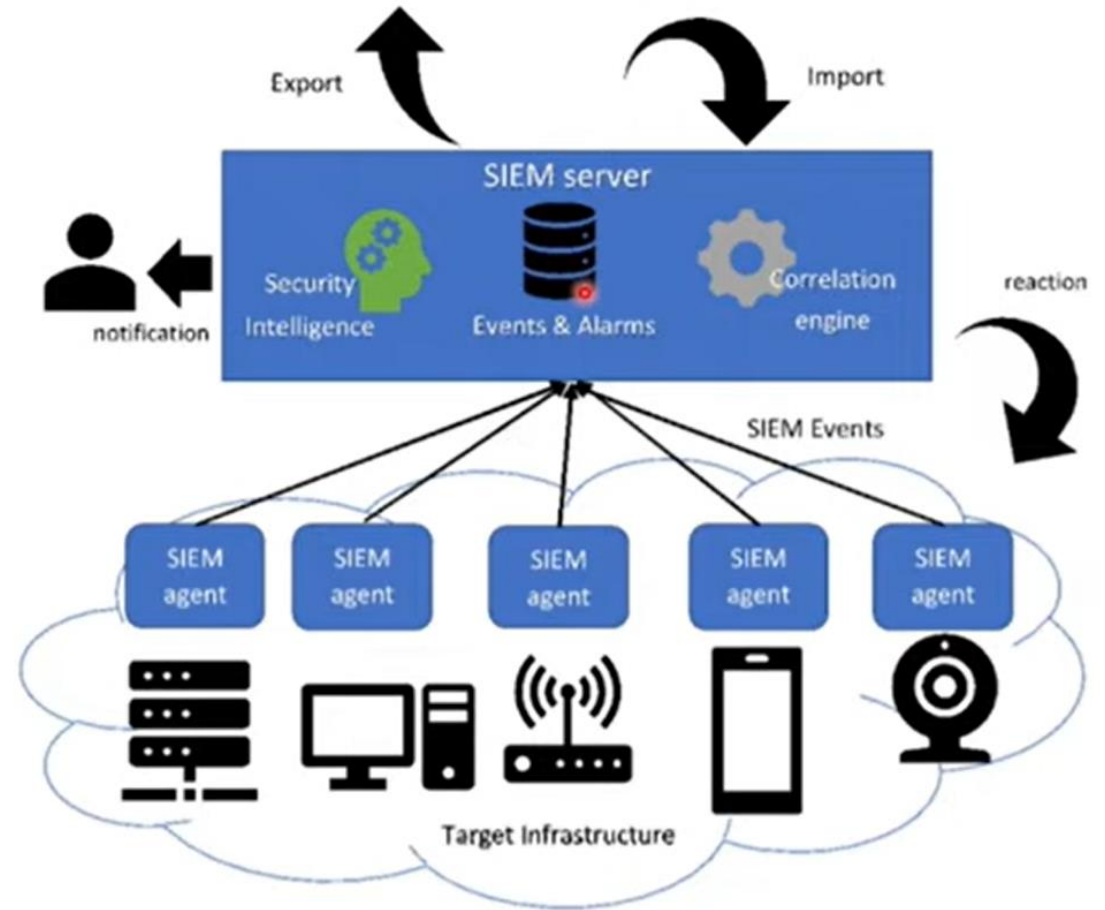 Export
Import
SIEM server
Security
Intelligence
Events & Alarms
Correlation
engine
notification
reaction
SIEM Events
SIEM
agent
SIEM
agent
SIEM
agent
SIEM
agent
SIEM
agent
Target Infrastructure